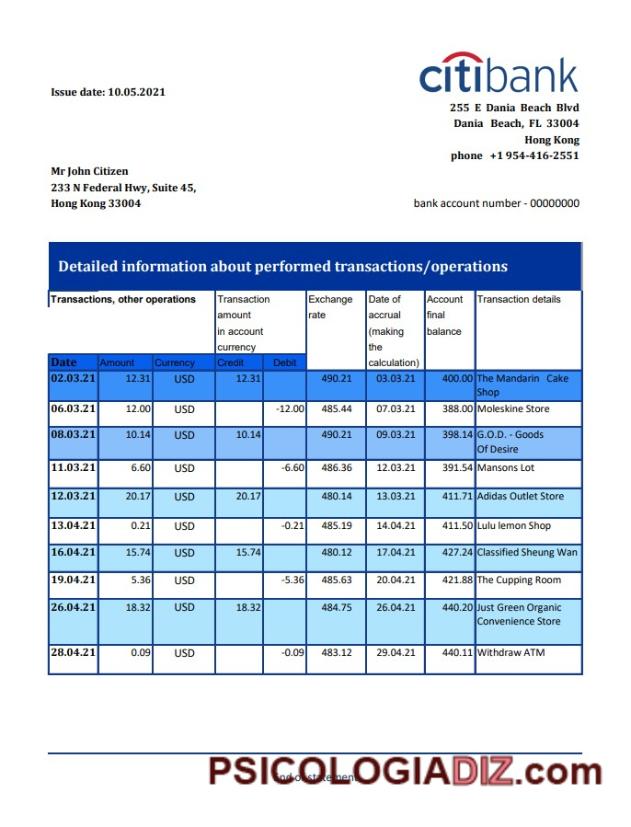 citibank
Issue date: 10.05.2021
255 E Dania Beach Blvd
Dania Beach, FL 33004
Hong Kong
phone +1 954-416-2551
Mr John Citizen
233 N Federal Hwy, Suite 45,
Hong Kong 33004
bank account number - 00000000
Detailed information about performed transactions/operations
Transactions, other operations Transaction amount in account currency Exchange rate Date of accrual (making the calculation) Account final balance Transaction details
Date Amount Currency Credit Debit
02.03.21 12.31 USD 12.31 490.21 03.03.21 400.00 The Mandarin Cake
Shop
06.03.21 12.00 USD -12.00 485.44 07.03.21 388.00 Moleskine Store
08.03.21 10.14 USD 10.14 490.21 09.03.21 398.14 G.O.D. - Goods
Of Desire
11.03.21 6.60 USD -6.60 486.36 12.03.21 391.54 Mansons Lot
12.03.21 20.17 USD 20.17 480.14 13.03.21 411.71 Adidas Outlet Store
13.04.21 0.21 USD -0.21 485.19 14.04.21 411.50 Lulu lemon Shop
16.04.21 15.74 USD 15.74 480.12 17.04.21 427.24 Classified Sheung Wan
19.04.21 5.36 USD -5.36 485.63 20.04.21 421.88 The Cupping Room
26.04.21 18.32 USD 18.32 484.75 26.04.21 440.20 Just Green Organic
Convenience Store
28.04.21 0.09 USD -0.09 483.12 29.04.21 440.11 Withdraw ATM
End of statement
PSICOLOGIADIZ.com